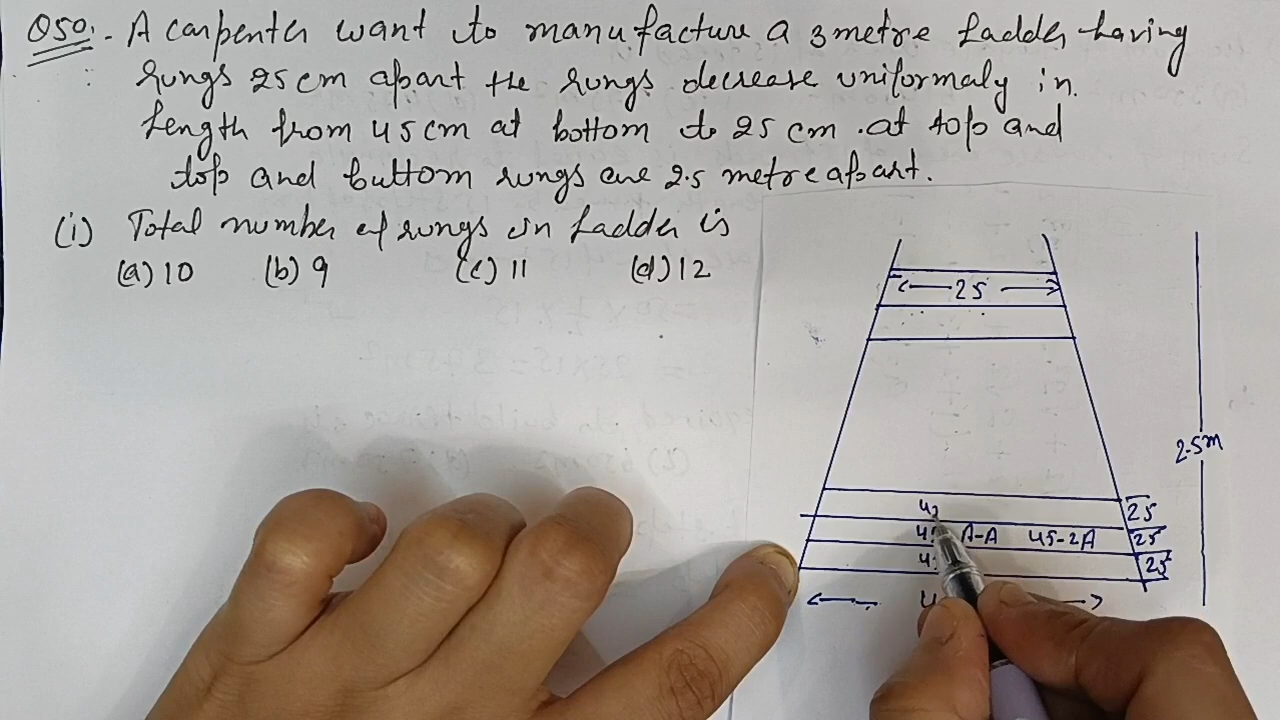 Q50:- A carpenter want to manufacture a 3 metre Ladder having
rungs 25 cm apart the rungs decrease uniformaly in
Length from 45 cm at bottom to 25 cm at top and
top and buttom rungs are 2.5 metre apart.
(i) Total number of rungs in Ladder is
(a) 10 (b) 9 (c) 11 (d) 12
25
2.5m
25
A-A 45-2A 25
25